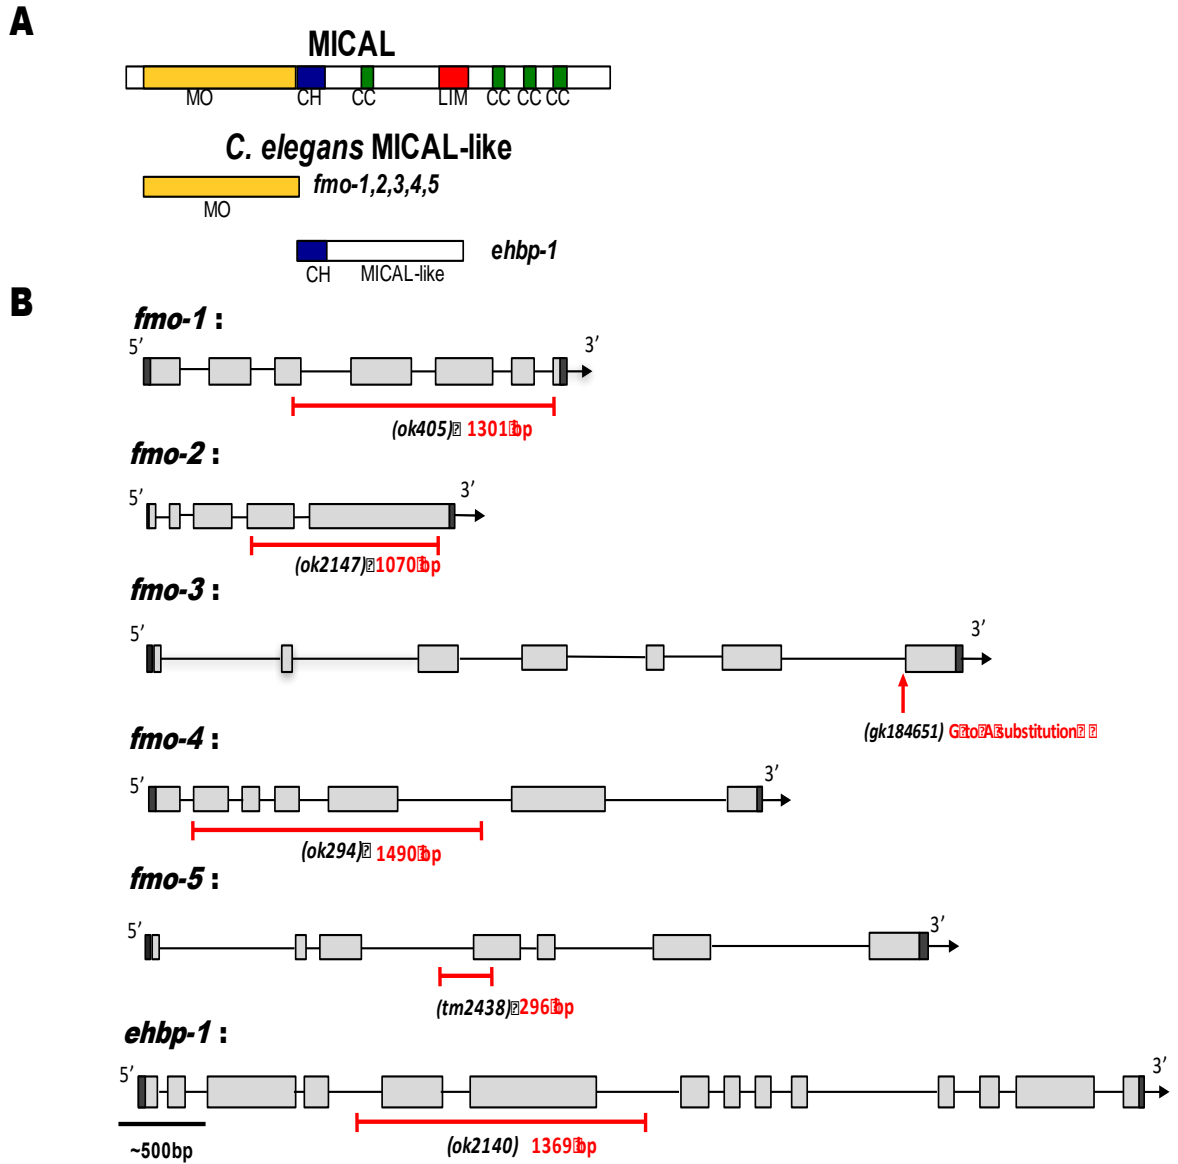 A
MICAL
MO CH CC LIM CC CC CC
C. elegans MICAL-like
fmo-1,2,3,4,5
MO
ehbp-1
CH MICAL-like
B
fmo-1 :
5’ 3’
(ok405) 1301 bp
fmo-2 :
5’ 3’
(ok2147) 1070 bp
fmo-3 :
5’ 3’
(gk184651) G to A substitution
fmo-4 :
5’ 3’
(ok294) 1490 bp
fmo-5 :
5’ 3’
(tm2438) 296 bp
ehbp-1 :
5’ 3’
(ok2140) 1369 bp
~500bp